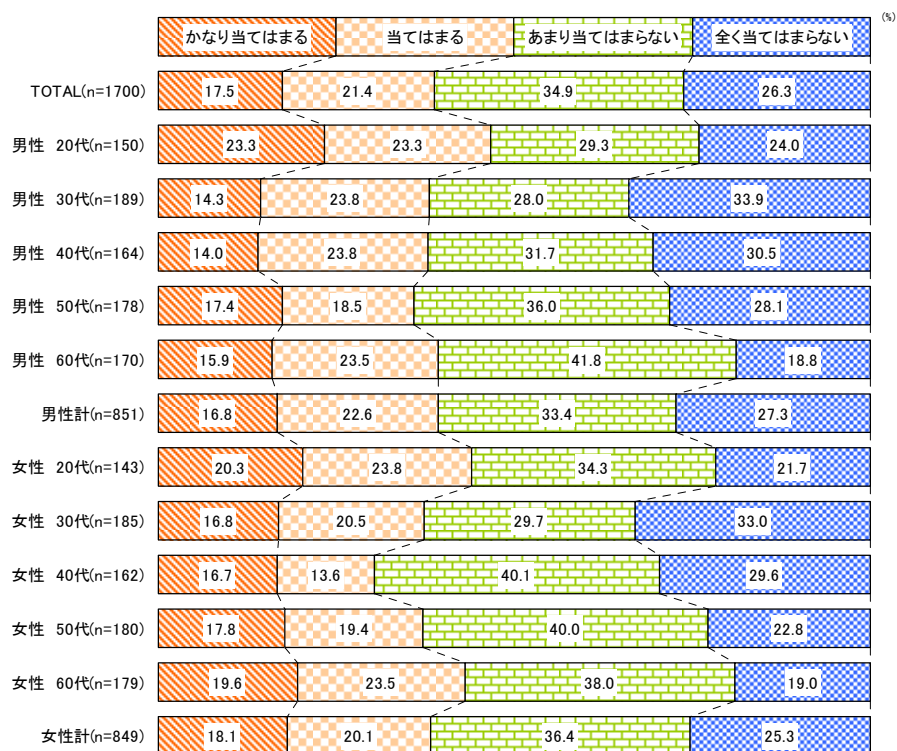 (%)
かなり当てはまる 当てはまる あまり当てはまらない 全く当てはまらない
TOTAL(n=1700) 17.5 21.4 34.9 26.3
男性 20代(n=150) 23.3 23.3 29.3 24.0
男性 30代(n=189) 14.3 23.8 28.0 33.9
男性 40代(n=164) 14.0 23.8 31.7 30.5
男性 50代(n=178) 17.4 18.5 36.0 28.1
男性 60代(n=170) 15.9 23.5 41.8 18.8
男性計(n=851) 16.8 22.6 33.4 27.3
女性 20代(n=143) 20.3 23.8 34.3 21.7
女性 30代(n=185) 16.8 20.5 29.7 33.0
女性 40代(n=162) 16.7 13.6 40.1 29.6
女性 50代(n=180) 17.8 19.4 40.0 22.8
女性 60代(n=179) 19.6 23.5 38.0 19.0
女性計(n=849) 18.1 20.1 36.4 25.3